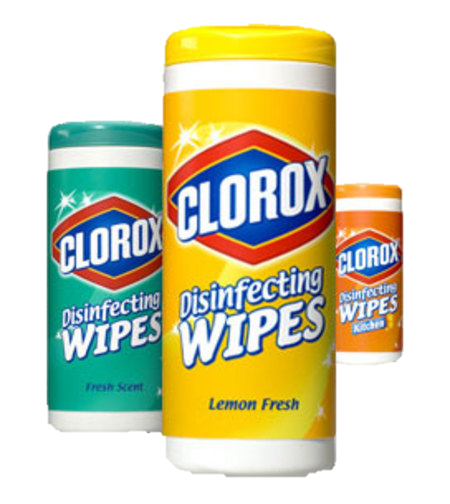 CLOROX
Disinfecting
WIPES
Fresh Scent
CLOROX
Disinfecting
WIPES
Lemon Fresh
CLOROX
Disinfecting
WIPES
Kitchen